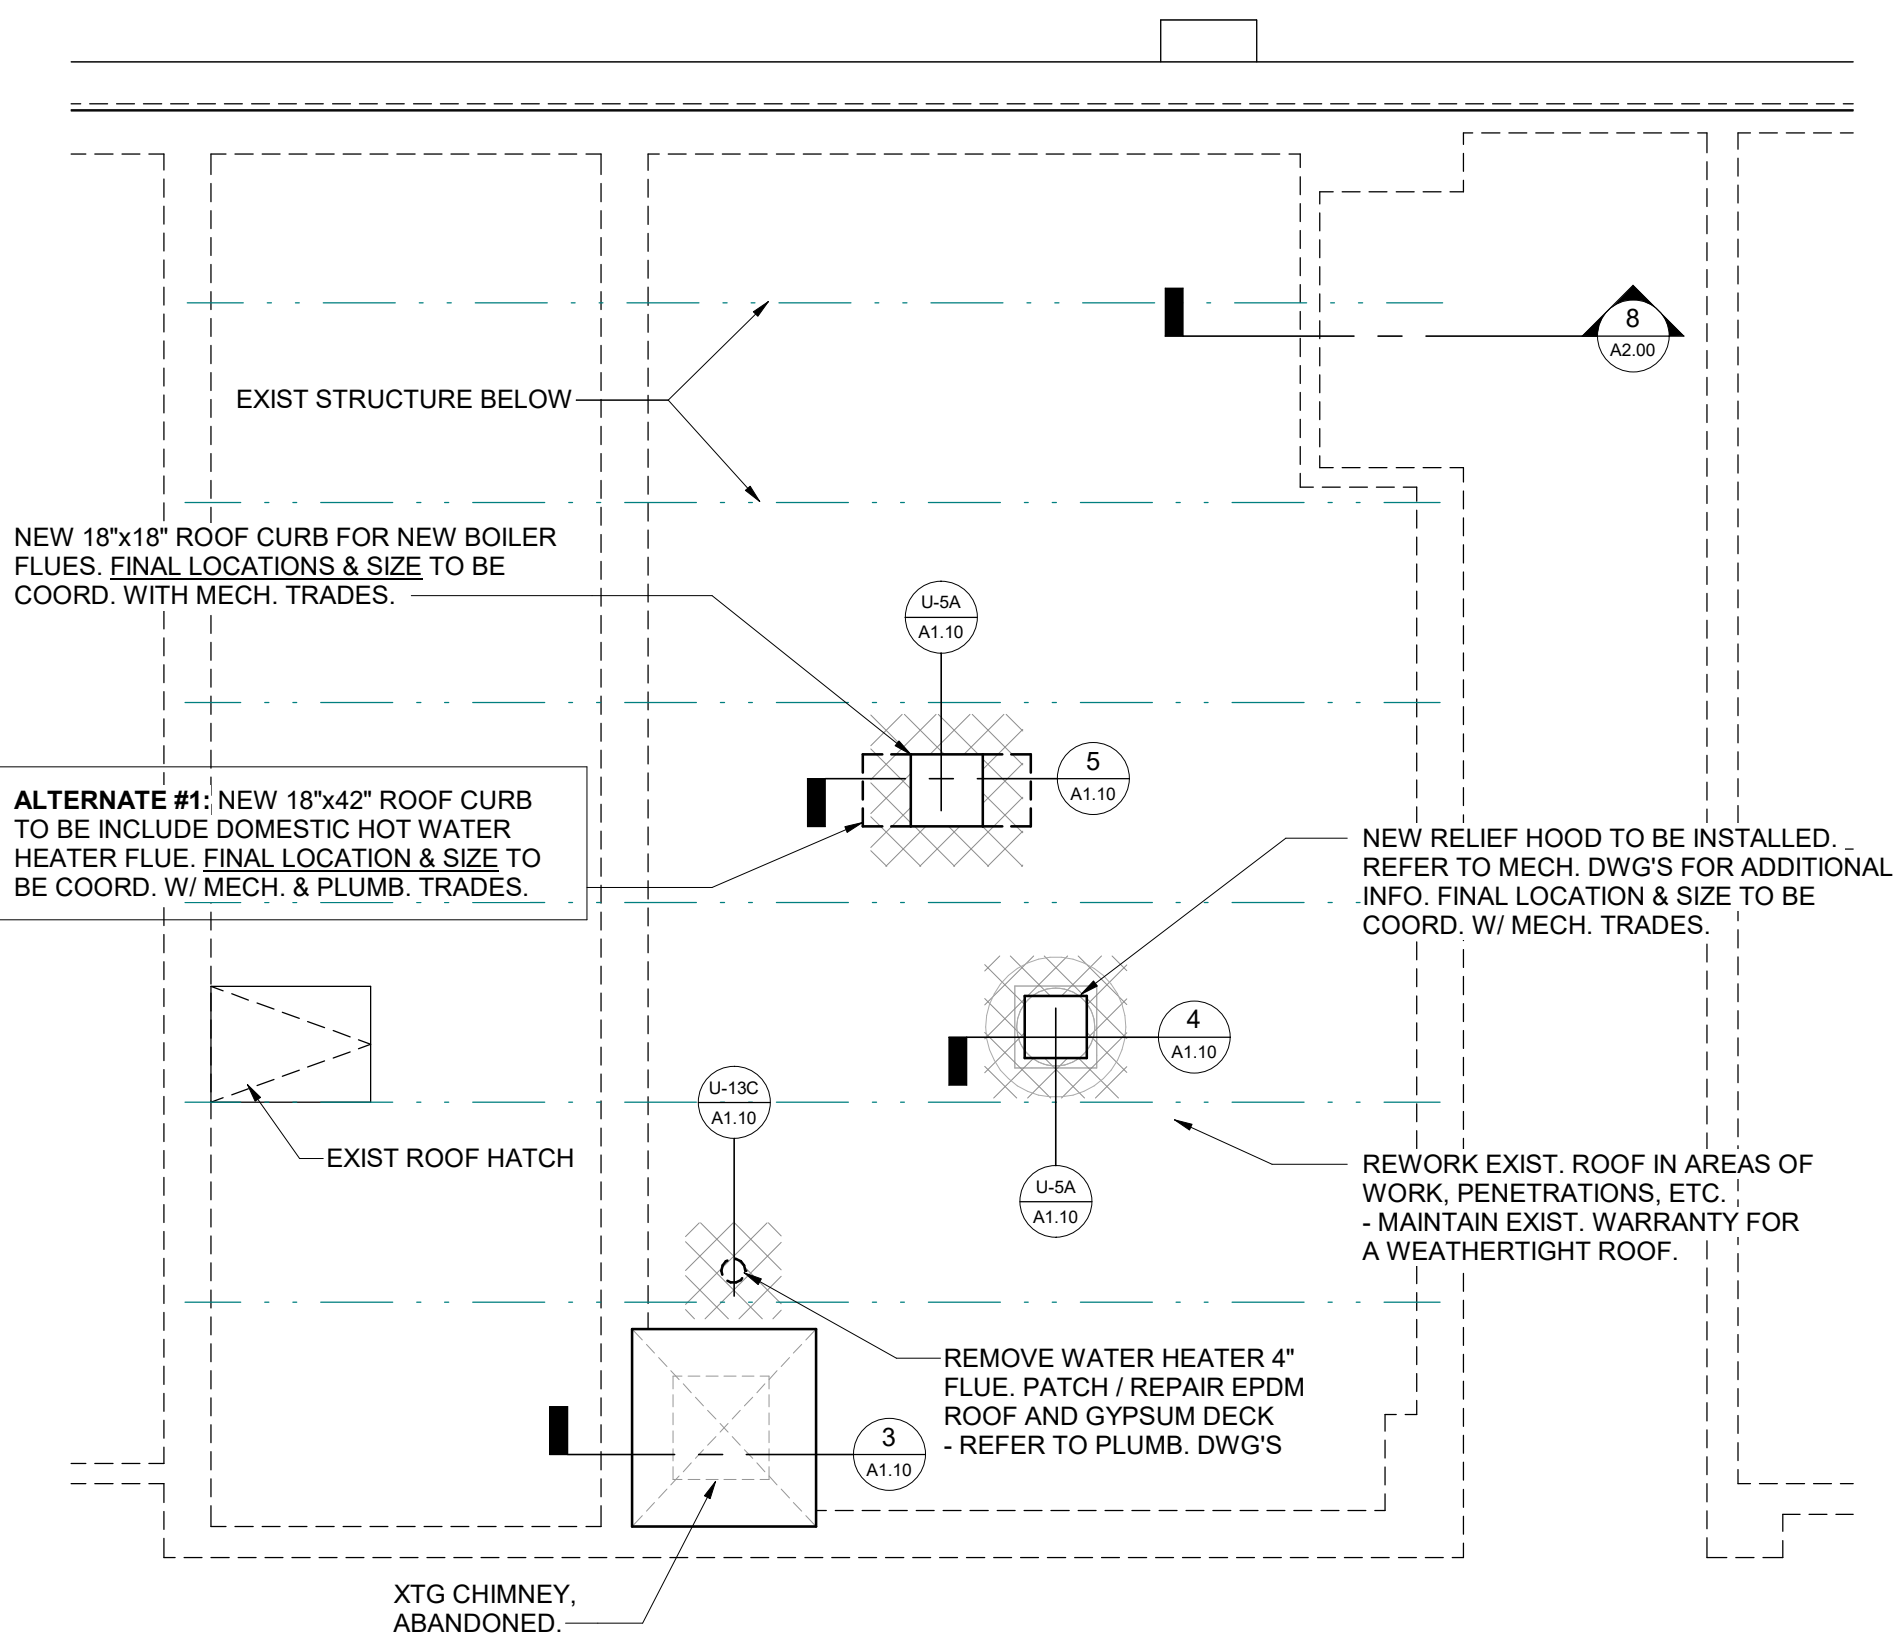 8
A2.00
EXIST STRUCTURE BELOW
NEW 18"x18" ROOF CURB FOR NEW BOILER
FLUES. FINAL LOCATIONS & SIZE TO BE
COORD. WITH MECH. TRADES.
U-5A
A1.10
5
A1.10
ALTERNATE #1: NEW 18"x42" ROOF CURB
TO BE INCLUDE DOMESTIC HOT WATER
HEATER FLUE. FINAL LOCATION & SIZE TO
BE COORD. W/ MECH. & PLUMB. TRADES.
NEW RELIEF HOOD TO BE INSTALLED.
REFER TO MECH. DWG'S FOR ADDITIONAL
INFO. FINAL LOCATION & SIZE TO BE
COORD. W/ MECH. TRADES.
4
A1.10
U-13C
A1.10
EXIST ROOF HATCH
U-5A
A1.10
REWORK EXIST. ROOF IN AREAS OF
WORK, PENETRATIONS, ETC.
- MAINTAIN EXIST. WARRANTY FOR
A WEATHERTIGHT ROOF.
REMOVE WATER HEATER 4"
FLUE. PATCH / REPAIR EPDM
ROOF AND GYPSUM DECK
- REFER TO PLUMB. DWG'S
3
A1.10
XTG CHIMNEY,
ABANDONED.